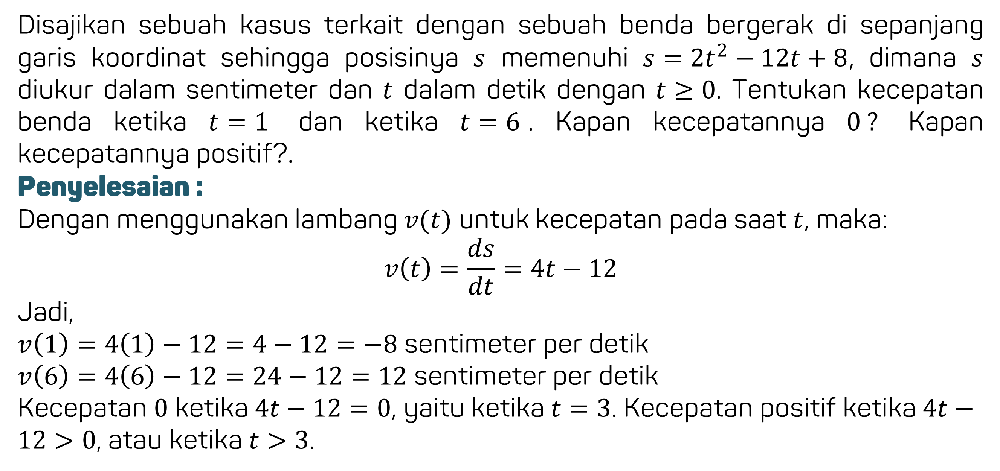 Disajikan sebuah kasus terkait dengan sebuah benda bergerak di sepanjang
garis koordinat sehingga posisinya s memenuhi s = 2t² − 12t + 8, dimana s
diukur dalam sentimeter dan t dalam detik dengan t ≥ 0. Tentukan kecepatan
benda ketika t = 1 dan ketika t = 6 . Kapan kecepatannya 0 ? Kapan
kecepatannya positif?.
Penyelesaian :
Dengan menggunakan lambang v(t) untuk kecepatan pada saat t, maka:
v(t) = ds/dt = 4t − 12
Jadi,
v(1) = 4(1) − 12 = 4 − 12 = −8 sentimeter per detik
v(6) = 4(6) − 12 = 24 − 12 = 12 sentimeter per detik
Kecepatan 0 ketika 4t − 12 = 0, yaitu ketika t = 3. Kecepatan positif ketika 4t −
12 > 0, atau ketika t > 3.